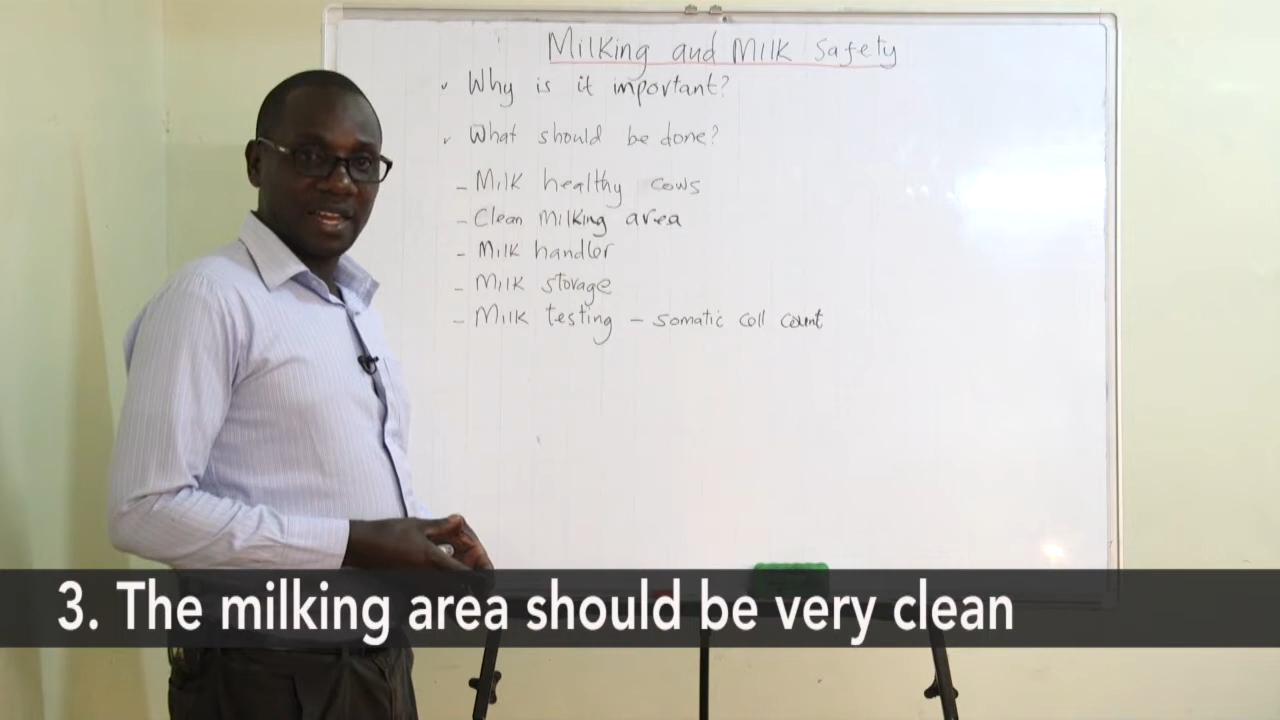 Milking and Milk Safety
Why is it important?
What should be done?
- Milk healthy cows
- Clean Milking area
- Milk handler
- Milk storage
- Milk testing - somatic cell count
3. The milking area should be very clean